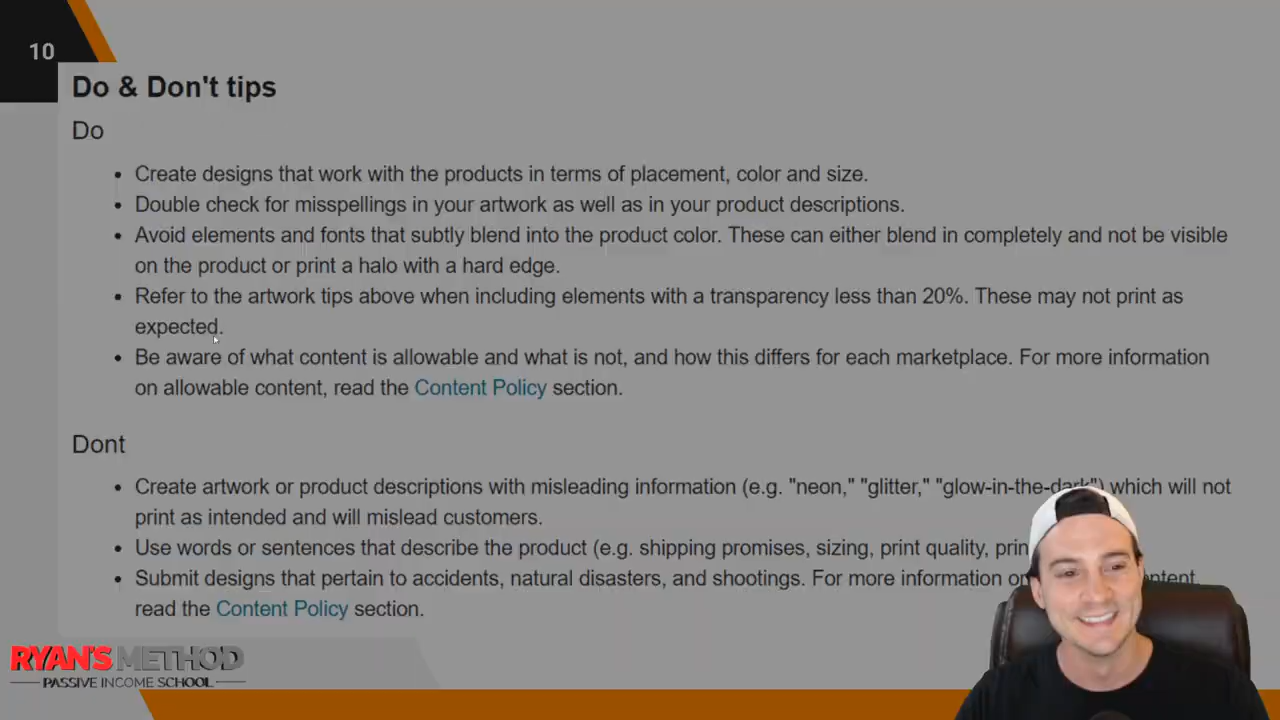 10
Do & Don't tips
Do
• Create designs that work with the products in terms of placement, color and size.
• Double check for misspellings in your artwork as well as in your product descriptions.
• Avoid elements and fonts that subtly blend into the product color. These can either blend in completely and not be visible
on the product or print a halo with a hard edge.
• Refer to the artwork tips above when including elements with a transparency less than 20%. These may not print as
expected.
• Be aware of what content is allowable and what is not, and how this differs for each marketplace. For more information
on allowable content, read the Content Policy section.
Dont
• Create artwork or product descriptions with misleading information (e.g. "neon," "glitter," "glow-in-the-dark") which will not
print as intended and will mislead customers.
• Use words or sentences that describe the product (e.g. shipping promises, sizing, print quality,
• Submit designs that pertain to accidents, natural disasters, and shootings. For more information
read the Content Policy section.
RYAN'S METHOD
PASSIVE INCOME SCHOOL